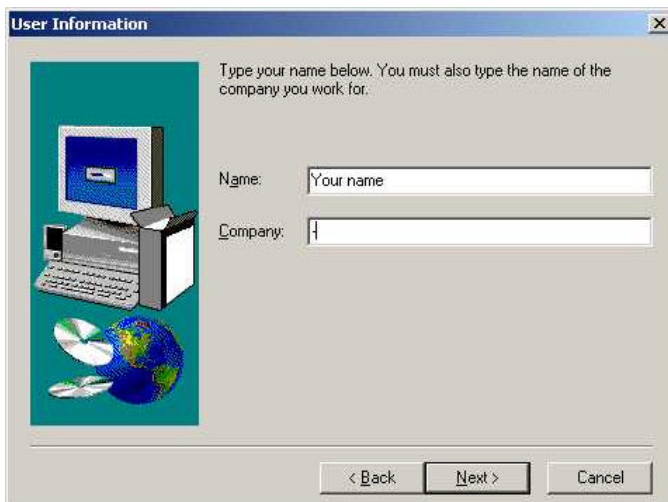 User Information
Type your name below. You must also type the name of the
company you work for.
Name: Your name
Company: -
< Back Next > Cancel